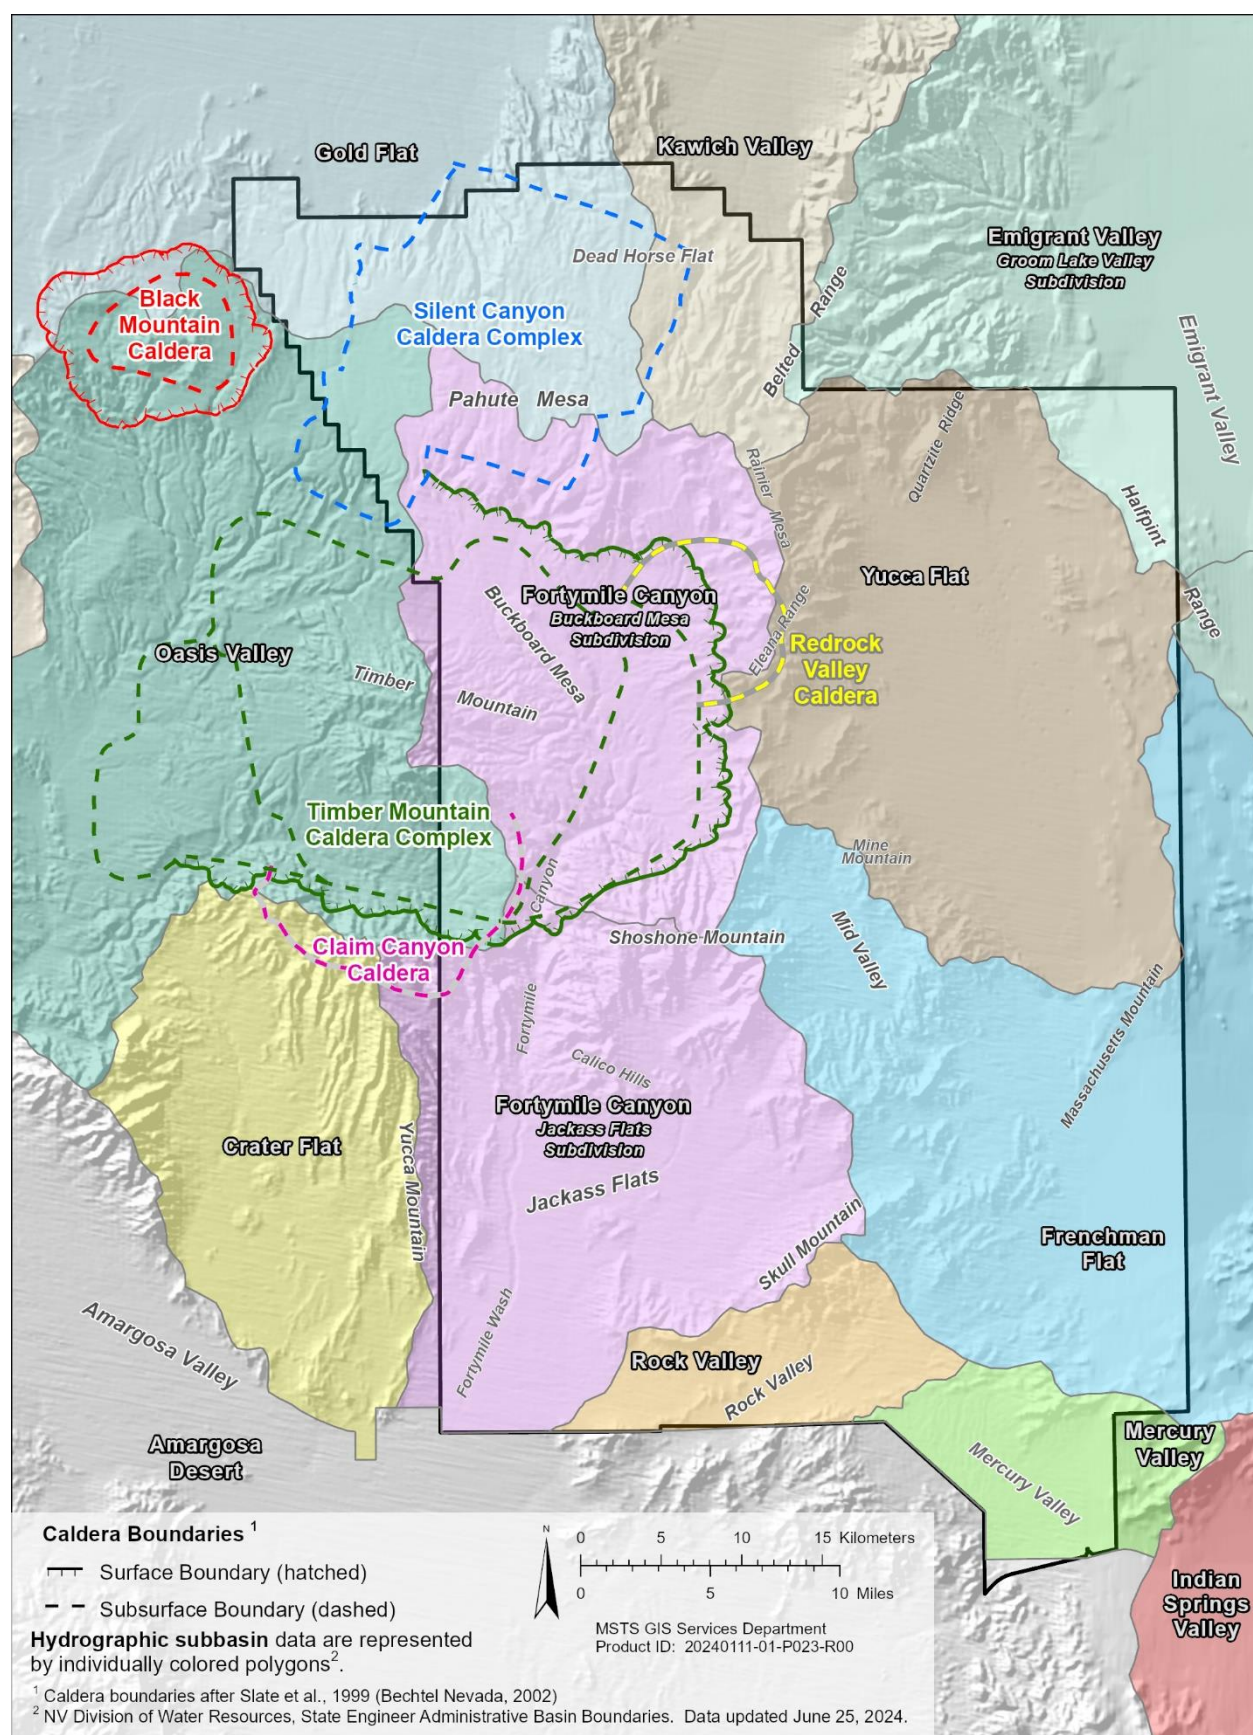 Gold Flat
Kawich Valley
Emigrant Valley
Groom Lake Valley
Subdivision
Dead Horse Flat
Belted Range
Emigrant Valley
Black
Mountain
Caldera
Silent Canyon
Caldera Complex
Pahute Mesa
Quartzite Ridge
Rainier Mesa
Halfpint Range
Yucca Flat
Fortymile Canyon
Buckboard Mesa
Subdivision
Buckboard Mesa
Eleana Range
Redrock
Valley
Caldera
Oasis Valley
Timber Mountain
Timber Mountain
Caldera Complex
Mine
Mountain
Claim Canyon
Caldera
Fortymile Canyon
Shoshone Mountain
Mid Valley
Massachusetts Mountain
Calico Hills
Fortymile Canyon
Jackass Flats
Subdivision
Jackass Flats
Crater Flat
Yucca Mountain
Skull Mountain
Frenchman
Flat
Amargosa Valley
Fortymile Wash
Rock Valley
Rock Valley
Amargosa
Desert
Mercury
Valley
Mercury Valley
Indian
Springs
Valley
Caldera Boundaries 1
Surface Boundary (hatched)
Subsurface Boundary (dashed)
Hydrographic subbasin data are represented
by individually colored polygons2.
1 Caldera boundaries after Slate et al., 1999 (Bechtel Nevada, 2002)
2 NV Division of Water Resources, State Engineer Administrative Basin Boundaries. Data updated June 25, 2024.
N
0 5 10 15 Kilometers
0 5 10 Miles
MSTS GIS Services Department
Product ID: 20240111-01-P023-R00